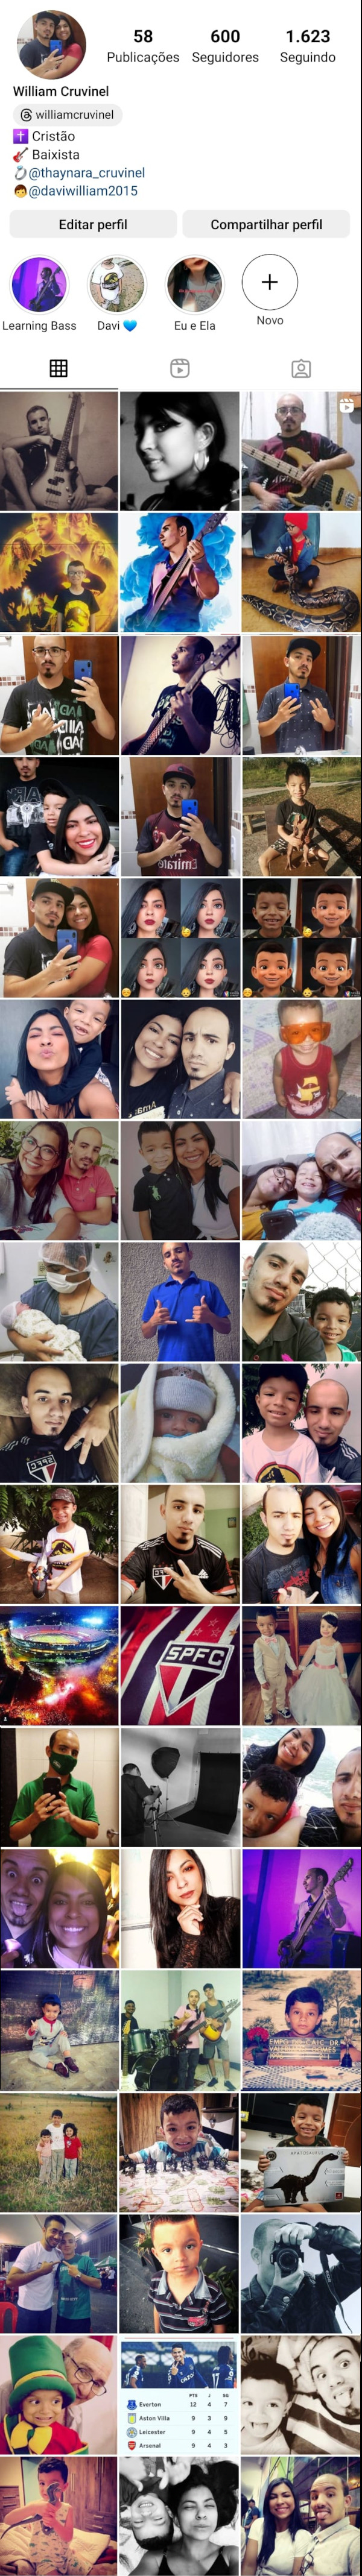 58 600 1.623
Publicações Seguidores Seguindo
William Cruvinel
williamcruvinel
Cristão
Baixista
@thaynara_cruvinel
@daviwilliam2015
Editar perfil Compartilhar perfil
Learning Bass Davi 💙 Eu e Ela Novo
SPFC
SPFC
APATOSAURUS
PTS J SG
Everton 12 4 7
Aston Villa 9 3 9
Leicester 9 4 5
Arsenal 9 4 3